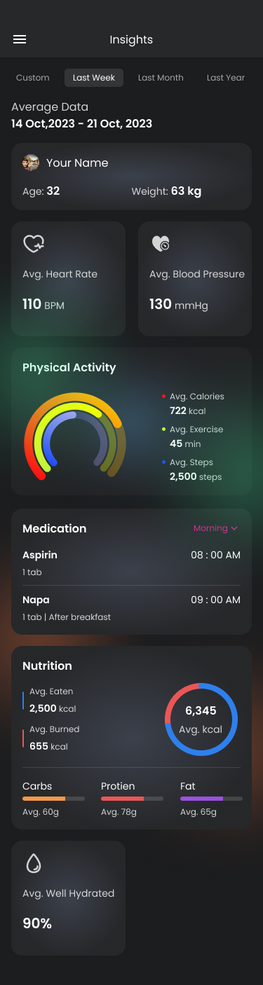 Insights
Custom Last Week Last Month Last Year
Average Data
14 Oct,2023 - 21 Oct, 2023
Your Name
Age: 32 Weight: 63 kg
Avg. Heart Rate
110 BPM
Avg. Blood Pressure
130 mmHg
Physical Activity
Avg. Calories
722 kcal
Avg. Exercise
45 min
Avg. Steps
2,500 steps
Medication Morning
Aspirin 08 : 00 AM
1 tab
Napa 09 : 00 AM
1 tab | After breakfast
Nutrition
Avg. Eaten
2,500 kcal
Avg. Burned
655 kcal
6,345
Avg. kcal
Carbs Protien Fat
Avg. 60g Avg. 78g Avg. 65g
Avg. Well Hydrated
90%